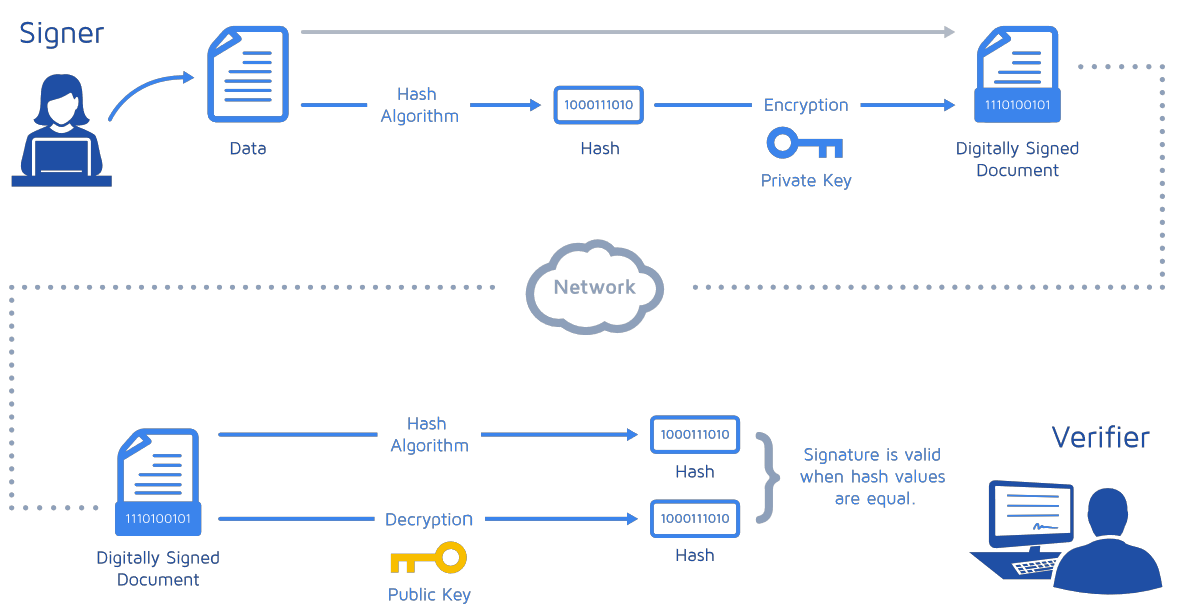 Signer
Hash
Algorithm
1000111010
Encryption
1110100101
Data
Hash
Private Key
Digitally Signed
Document
Network
Hash
Algorithm
1000111010
Hash
Verifier
Signature is valid
when hash values
are equal.
1110100101
Decryption
1000111010
Hash
Digitally Signed
Document
Public Key